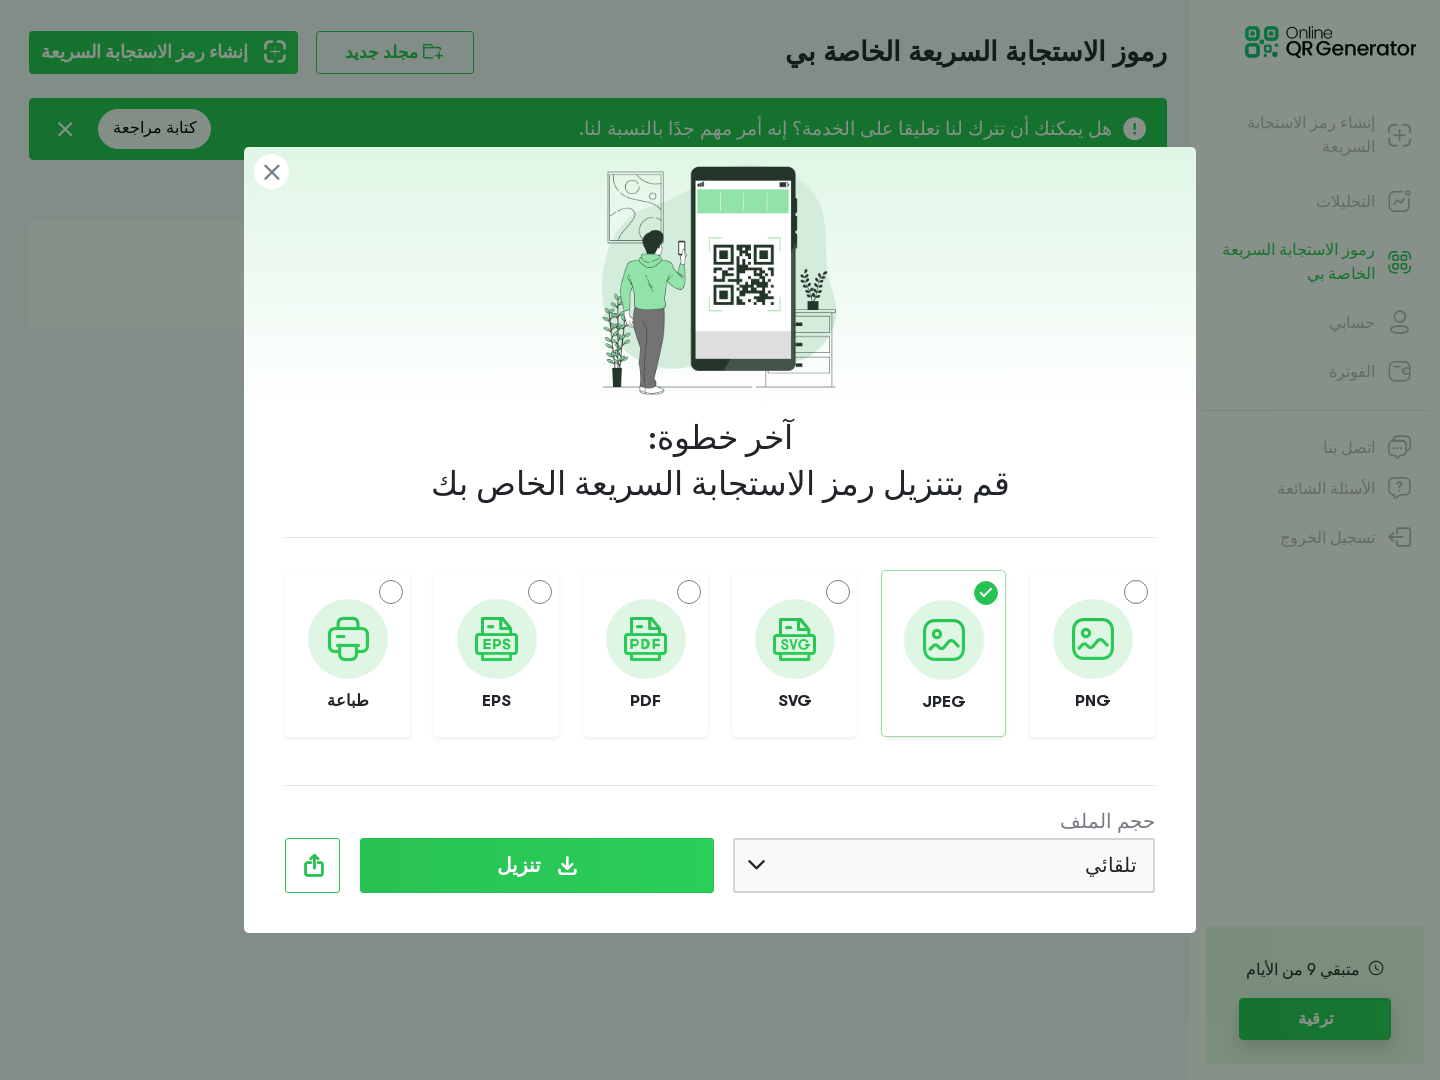 Online
QR Generator
إنشاء رمز الاستجابة
السريعة
التحليلات
رموز الاستجابة السريعة
الخاصة بي
حسابي
الفوترة
اتصل بنا
الأسئلة الشائعة
تسجيل الخروج
متبقي 9 من الأيام
ترقية
رموز الاستجابة السريعة الخاصة بي
مجلد جديد
إنشاء رمز الاستجابة السريعة
هل يمكنك أن تترك لنا تعليقا على الخدمة؟ إنه أمر مهم جدًا بالنسبة لنا.
كتابة مراجعة
آخر خطوة:
قم بتنزيل رمز الاستجابة السريعة الخاص بك
PNG
JPEG
SVG
SVG
PDF
PDF
EPS
EPS
طباعة
حجم الملف
تلقائي
تنزيل